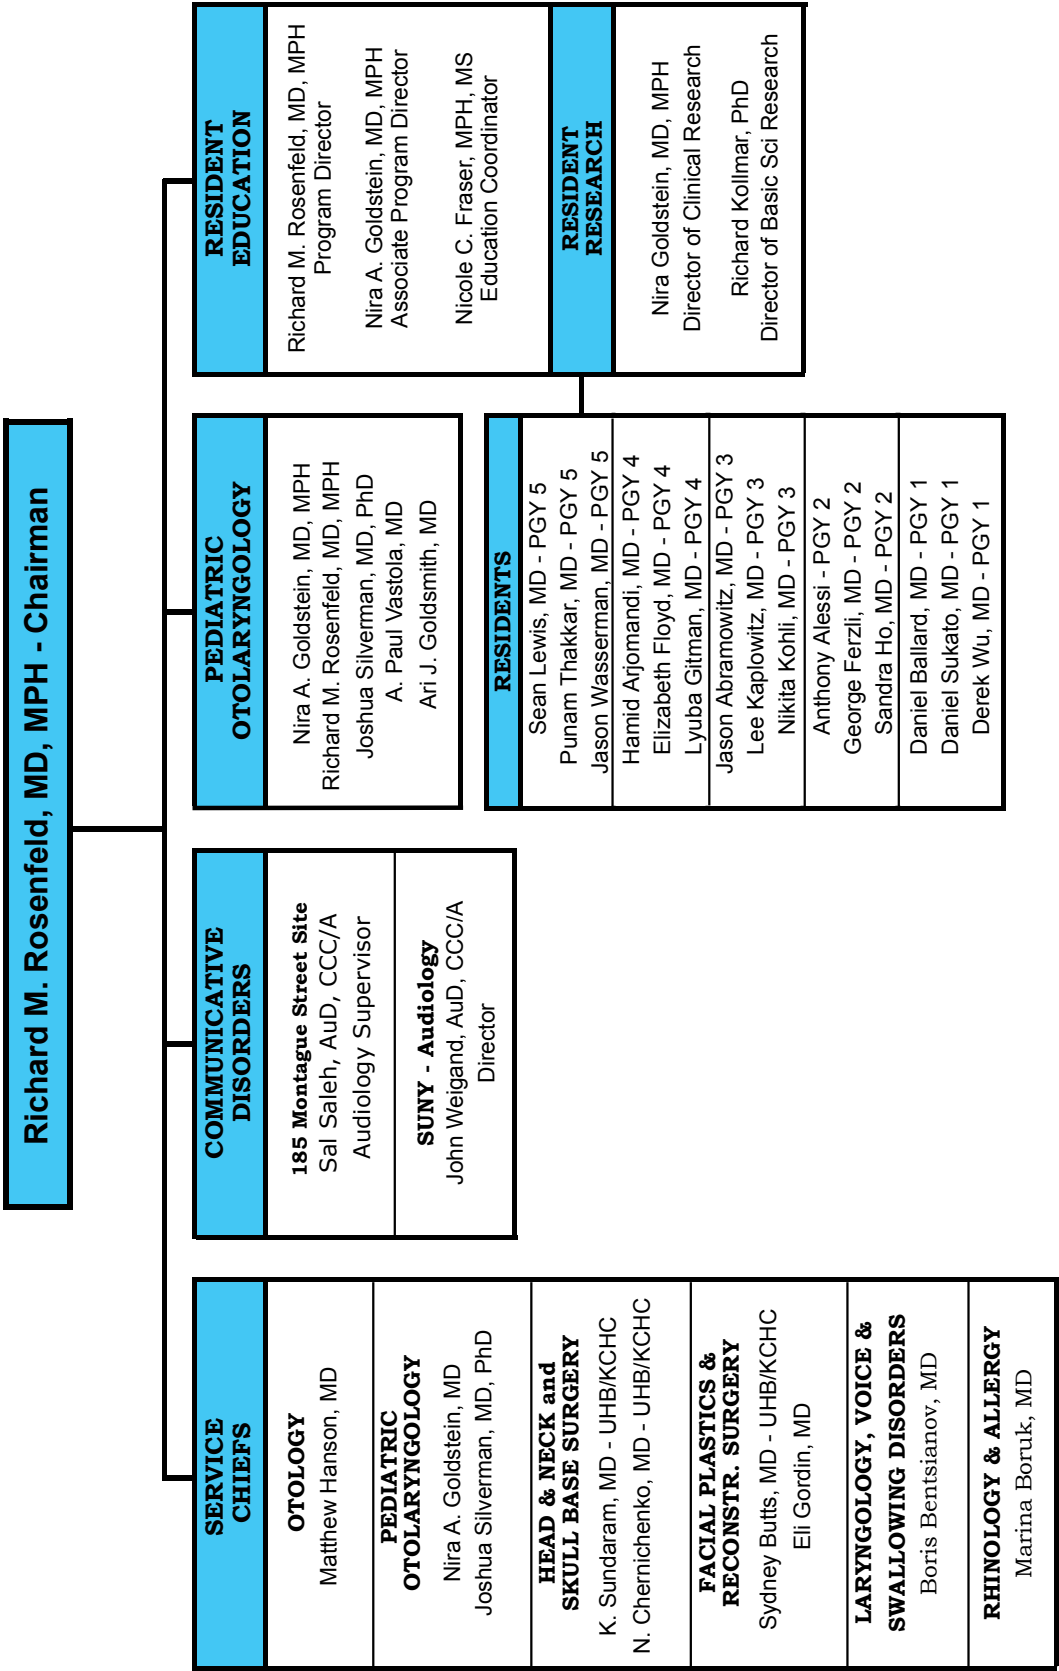 Richard M. Rosenfeld, MD, MPH - Chairman
SERVICE
CHIEFS
OTOLOGY
Matthew Hanson, MD
PEDIATRIC
OTOLARYNGOLOGY
Nira A. Goldstein, MD
Joshua Silverman, MD, PhD
HEAD & NECK and
SKULL BASE SURGERY
K. Sundaram, MD - UHB/KCHC
N. Chernichenko, MD - UHB/KCHC
FACIAL PLASTICS &
RECONSTR. SURGERY
Sydney Butts, MD - UHB/KCHC
Eli Gordin, MD
LARYNGOLOGY, VOICE &
SWALLOWING DISORDERS
Boris Bentsianov, MD
RHINOLOGY & ALLERGY
Marina Boruk, MD
COMMUNICATIVE
DISORDERS
185 Montague Street Site
Sal Saleh, AuD, CCC/A
Audiology Supervisor
SUNY - Audiology
John Weigand, AuD, CCC/A
Director
PEDIATRIC
OTOLARYNGOLOGY
Nira A. Goldstein, MD, MPH
Richard M. Rosenfeld, MD, MPH
Joshua Silverman, MD, PhD
A. Paul Vastola, MD
Ari J. Goldsmith, MD
RESIDENTS
Sean Lewis, MD - PGY 5
Punam Thakkar, MD - PGY 5
Jason Wasserman, MD - PGY 5
Hamid Arjomandi, MD - PGY 4
Elizabeth Floyd, MD - PGY 4
Lyuba Gitman, MD - PGY 4
Jason Abramowitz, MD - PGY 3
Lee Kaplowitz, MD - PGY 3
Nikita Kohli, MD - PGY 3
Anthony Alessi - PGY 2
George Ferzli, MD - PGY 2
Sandra Ho, MD - PGY 2
Daniel Ballard, MD - PGY 1
Daniel Sukato, MD - PGY 1
Derek Wu, MD - PGY 1
RESIDENT
EDUCATION
Richard M. Rosenfeld, MD, MPH
Program Director
Nira A. Goldstein, MD, MPH
Associate Program Director
Nicole C. Fraser, MPH, MS
Education Coordinator
RESIDENT
RESEARCH
Nira Goldstein, MD, MPH
Director of Clinical Research
Richard Kollmar, PhD
Director of Basic Sci Research